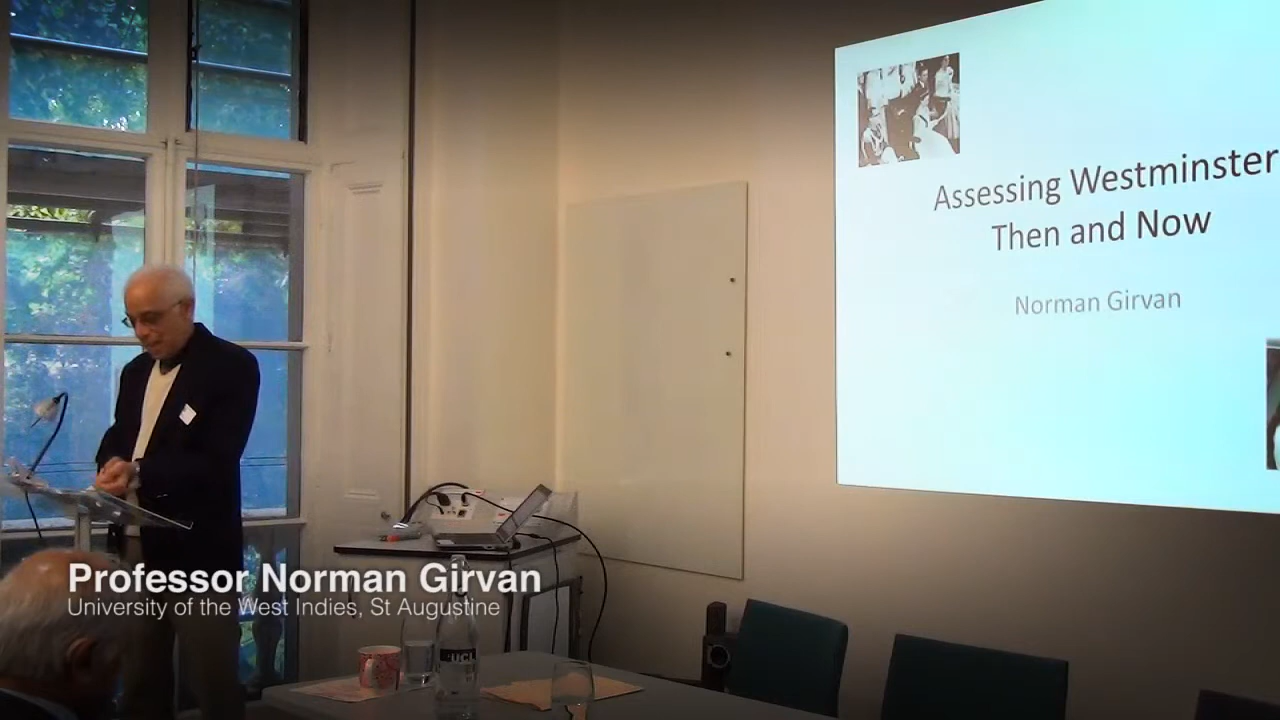 Assessing Westminster
Then and Now
Norman Girvan
Professor Norman Girvan
University of the West Indies, St Augustine
UCL